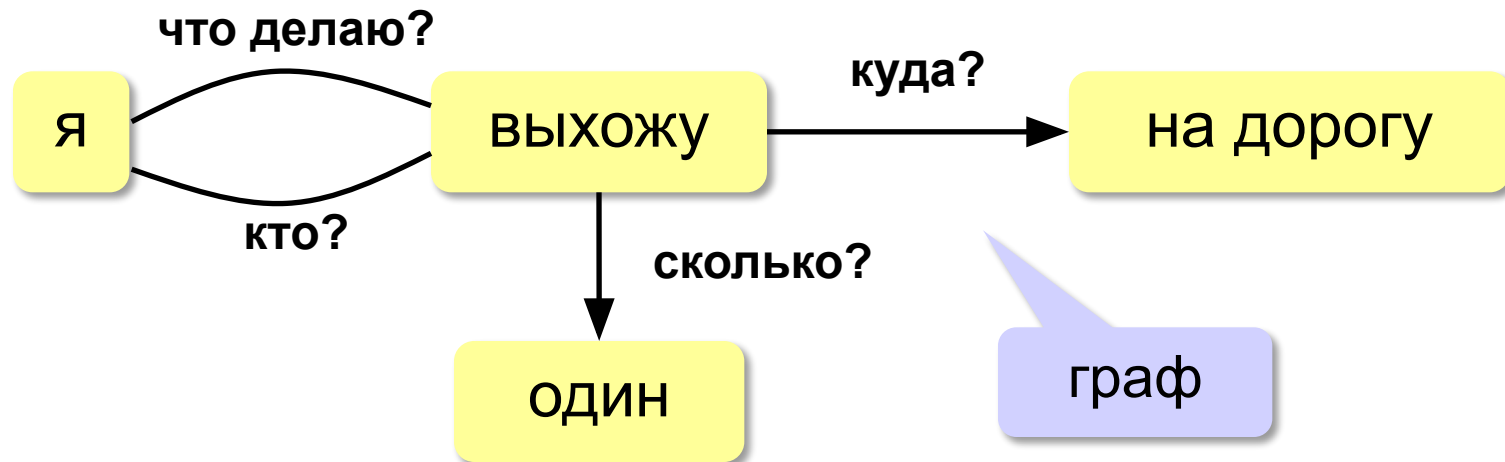 что делаю?
я
выхожу
куда?
на дорогу
кто?
сколько?
один
граф